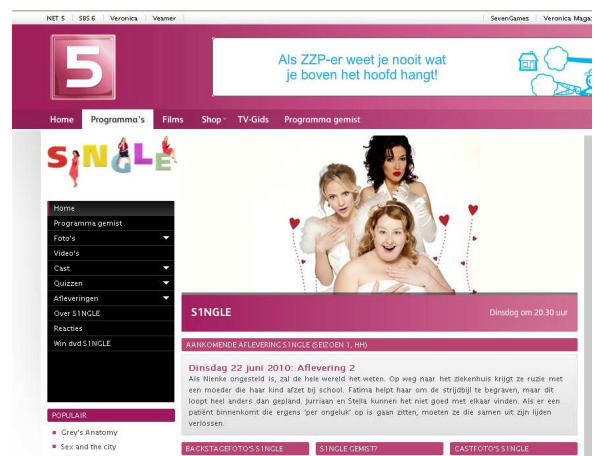 NET 5
SBS 6
Veronica
Veamer
SevenGames
Veronica Maga
5
Als ZZP-er weet je nooit wat
je boven het hoofd hangt!
Home
Programma's
Films
Shop
TV-Gids
Programma gemist
S1NGLE
Home
Programma gemist
Foto's
Video's
Cast
Quizzen
Afleveringen
Over S1NGLE
Reacties
Win dvd S1NGLE
POPULAIR
Grey's Anatomy
Sex and the city
S1NGLE
Dinsdag om 20.30 uur
AANKOMENDE AFLEVERING S1NGLE (SEIZOEN 1, HH)
Dinsdag 22 juni 2010: Aflevering 2
Als Nienke ongesteld is, zal de hele wereld het weten. Op weg naar het ziekenhuis krijgt ze ruzie met
een moeder die haar kind afzet bij school. Fatima helpt haar om de strijdbijl te begraven, maar dit
loopt heel anders dan gepland. Jurriaan en Stella kunnen het niet goed met elkaar vinden. Als er een
patiënt binnenkomt die ergens 'per ongeluk' op is gaan zitten, moeten ze die samen uit zijn lijden
verlossen.
BACKSTAGEFOTO'S S1NGLE
S1NGLE GEMIST?
CASTFOTO'S S1NGLE